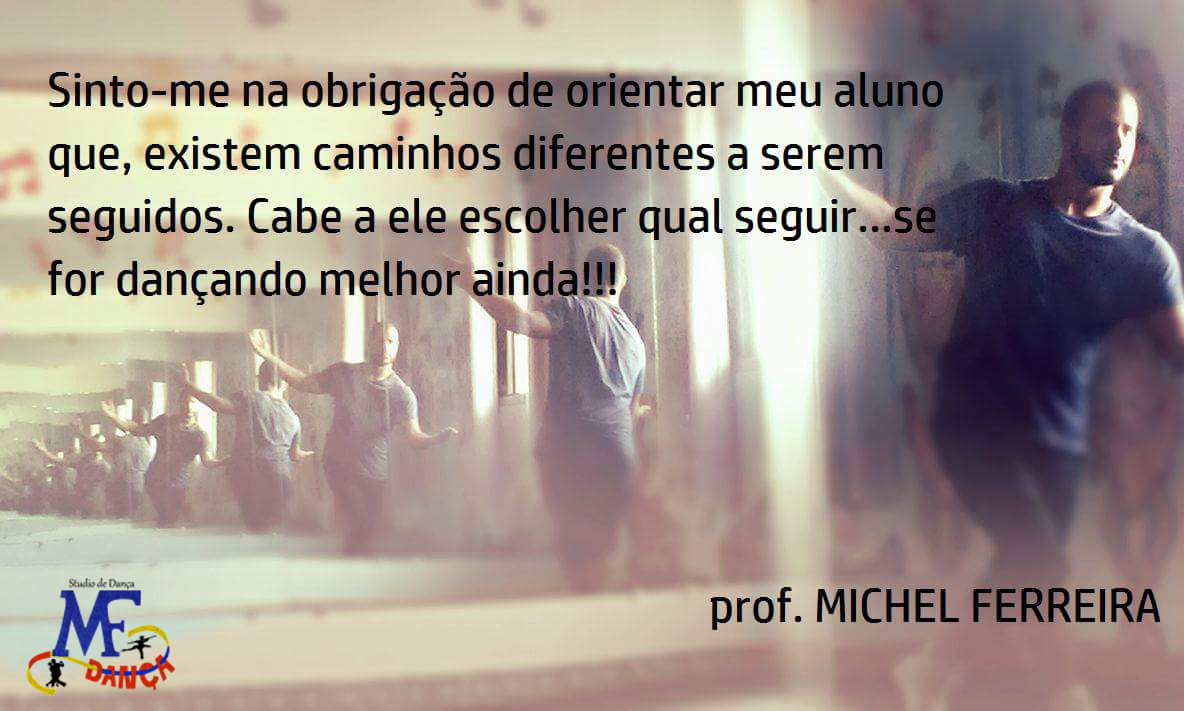 Sinto-me na obrigação de orientar meu aluno
que, existem caminhos diferentes a serem
seguidos. Cabe a ele escolher qual seguir...se
for dançando melhor ainda!!!
prof. MICHEL FERREIRA
Studio de Dança
MF
DANÇA